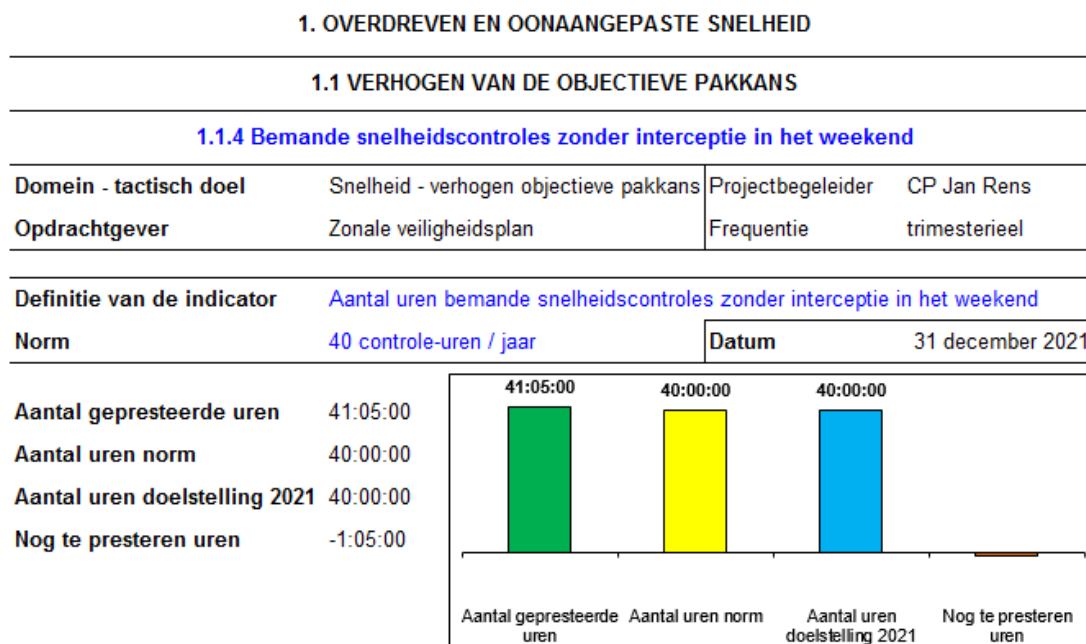 1. OVERDREVEN EN OONAANGEPASTE SNELHEID
1.1 VERHOGEN VAN DE OBJECTIEVE PAKKANS
1.1.4 Bemande snelheidscontroles zonder interceptie in het weekend
Domein - tactisch doel Snelheid - verhogen objectieve pakkans Projectbegeleider CP Jan Rens
Opdrachtgever Zonale veiligheidsplan Frequentie trimesterieel
Definitie van de indicator Aantal uren bemande snelheidscontroles zonder interceptie in het weekend
Norm 40 controle-uren / jaar Datum 31 december 2021
Aantal gepresteerde uren 41:05:00
Aantal uren norm 40:00:00
Aantal uren doelstelling 2021 40:00:00
Nog te presteren uren -1:05:00
41:05:00 40:00:00 40:00:00
Aantal gepresteerde Aantal uren norm Aantal uren Nog te presteren
uren doelstelling 2021 uren